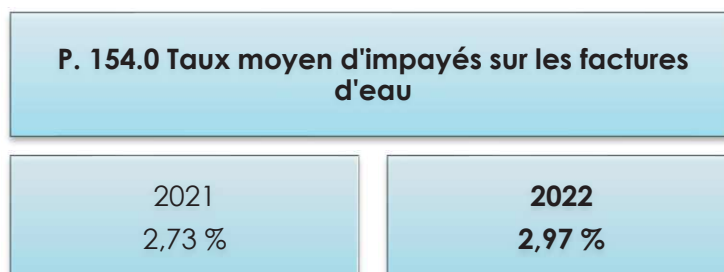 P. 154.0 Taux moyen d'impayés sur les factures
d'eau
2021
2,73 %
2022
2,97 %